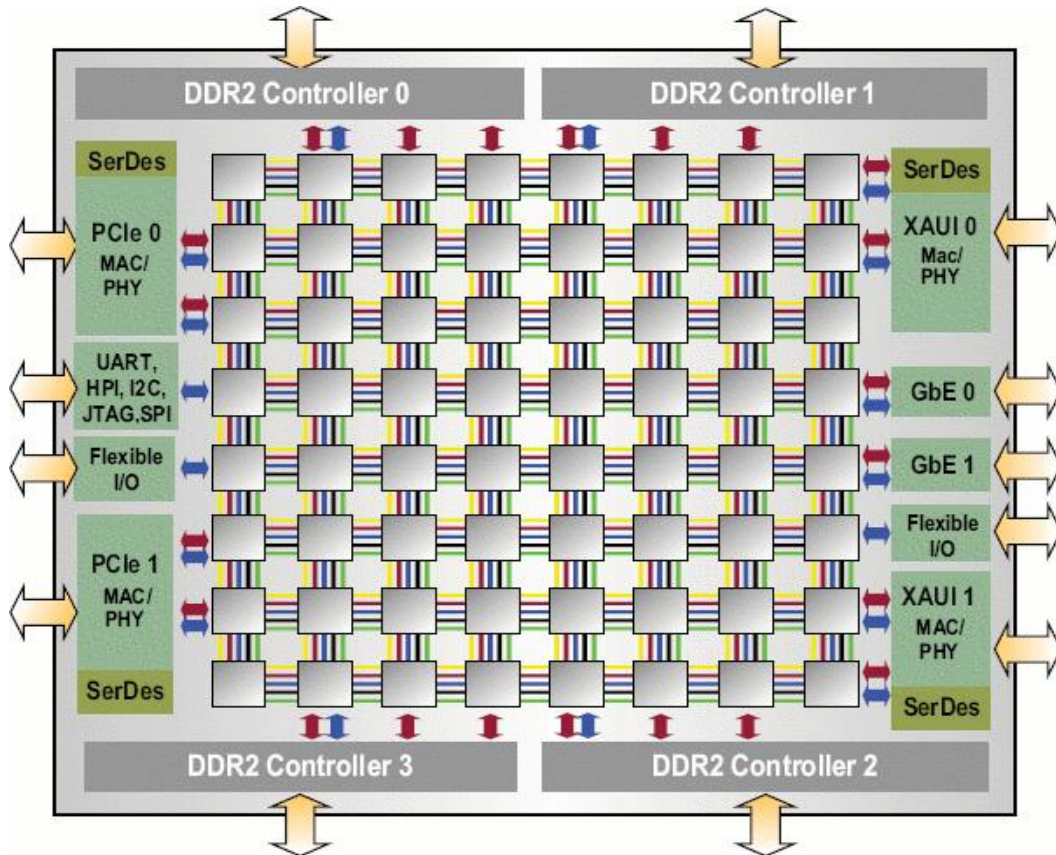 DDR2 Controller 0
DDR2 Controller 1
SerDes
PCIe 0
MAC/
PHY
UART,
HPI, I2C,
JTAG,SPI
Flexible
I/O
PCIe 1
MAC/
PHY
SerDes
SerDes
XAUI 0
Mac/
PHY
GbE 0
GbE 1
Flexible
I/O
XAUI 1
MAC/
PHY
SerDes
DDR2 Controller 3
DDR2 Controller 2